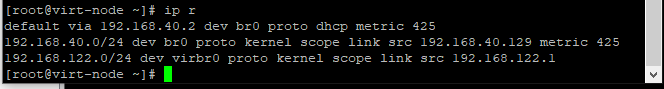 [root@virt-node ~]# ip r
default via 192.168.40.2 dev br0 proto dhcp metric 425
192.168.40.0/24 dev br0 proto kernel scope link src 192.168.40.129 metric 425
192.168.122.0/24 dev virbr0 proto kernel scope link src 192.168.122.1
[root@virt-node ~]#